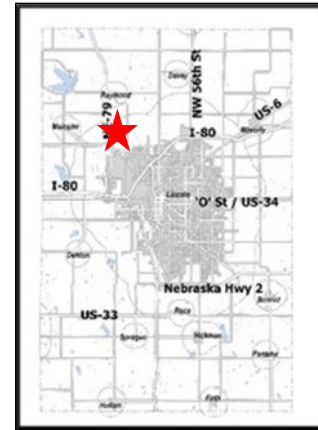 NW 56th St
Davey
Raymond
US-6
-79
I-80
Waverly
Malcolm
I-80
Lincoln
'O' St / US-34
Denton
Nebraska Hwy 2
Bennet
US-33
Roca
Sprague
Hickman
Panama
Hallam
Firth